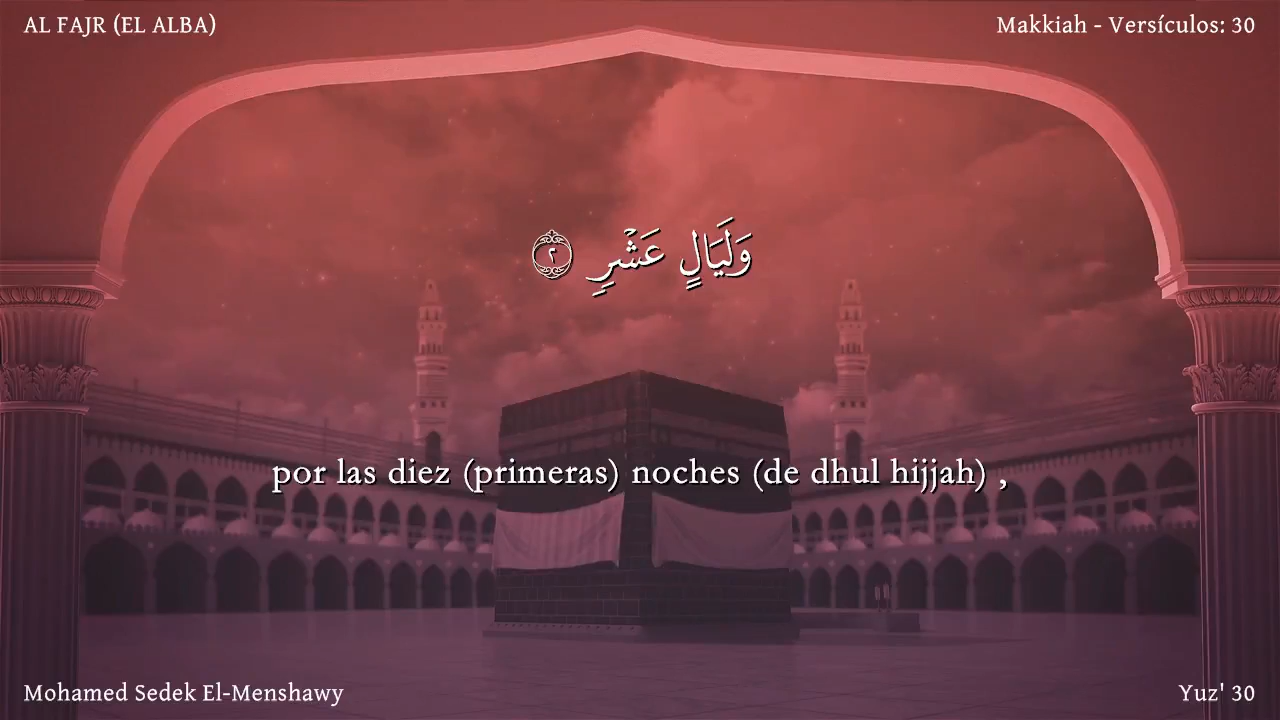 AL FAJR (EL ALBA)
Makkiah - Versículos: 30
وَلَيَالٍ عَشْرٍ ٢
por las diez (primeras) noches (de dhul hijjah) ,
Mohamed Sedek El-Menshawy
Yuz' 30